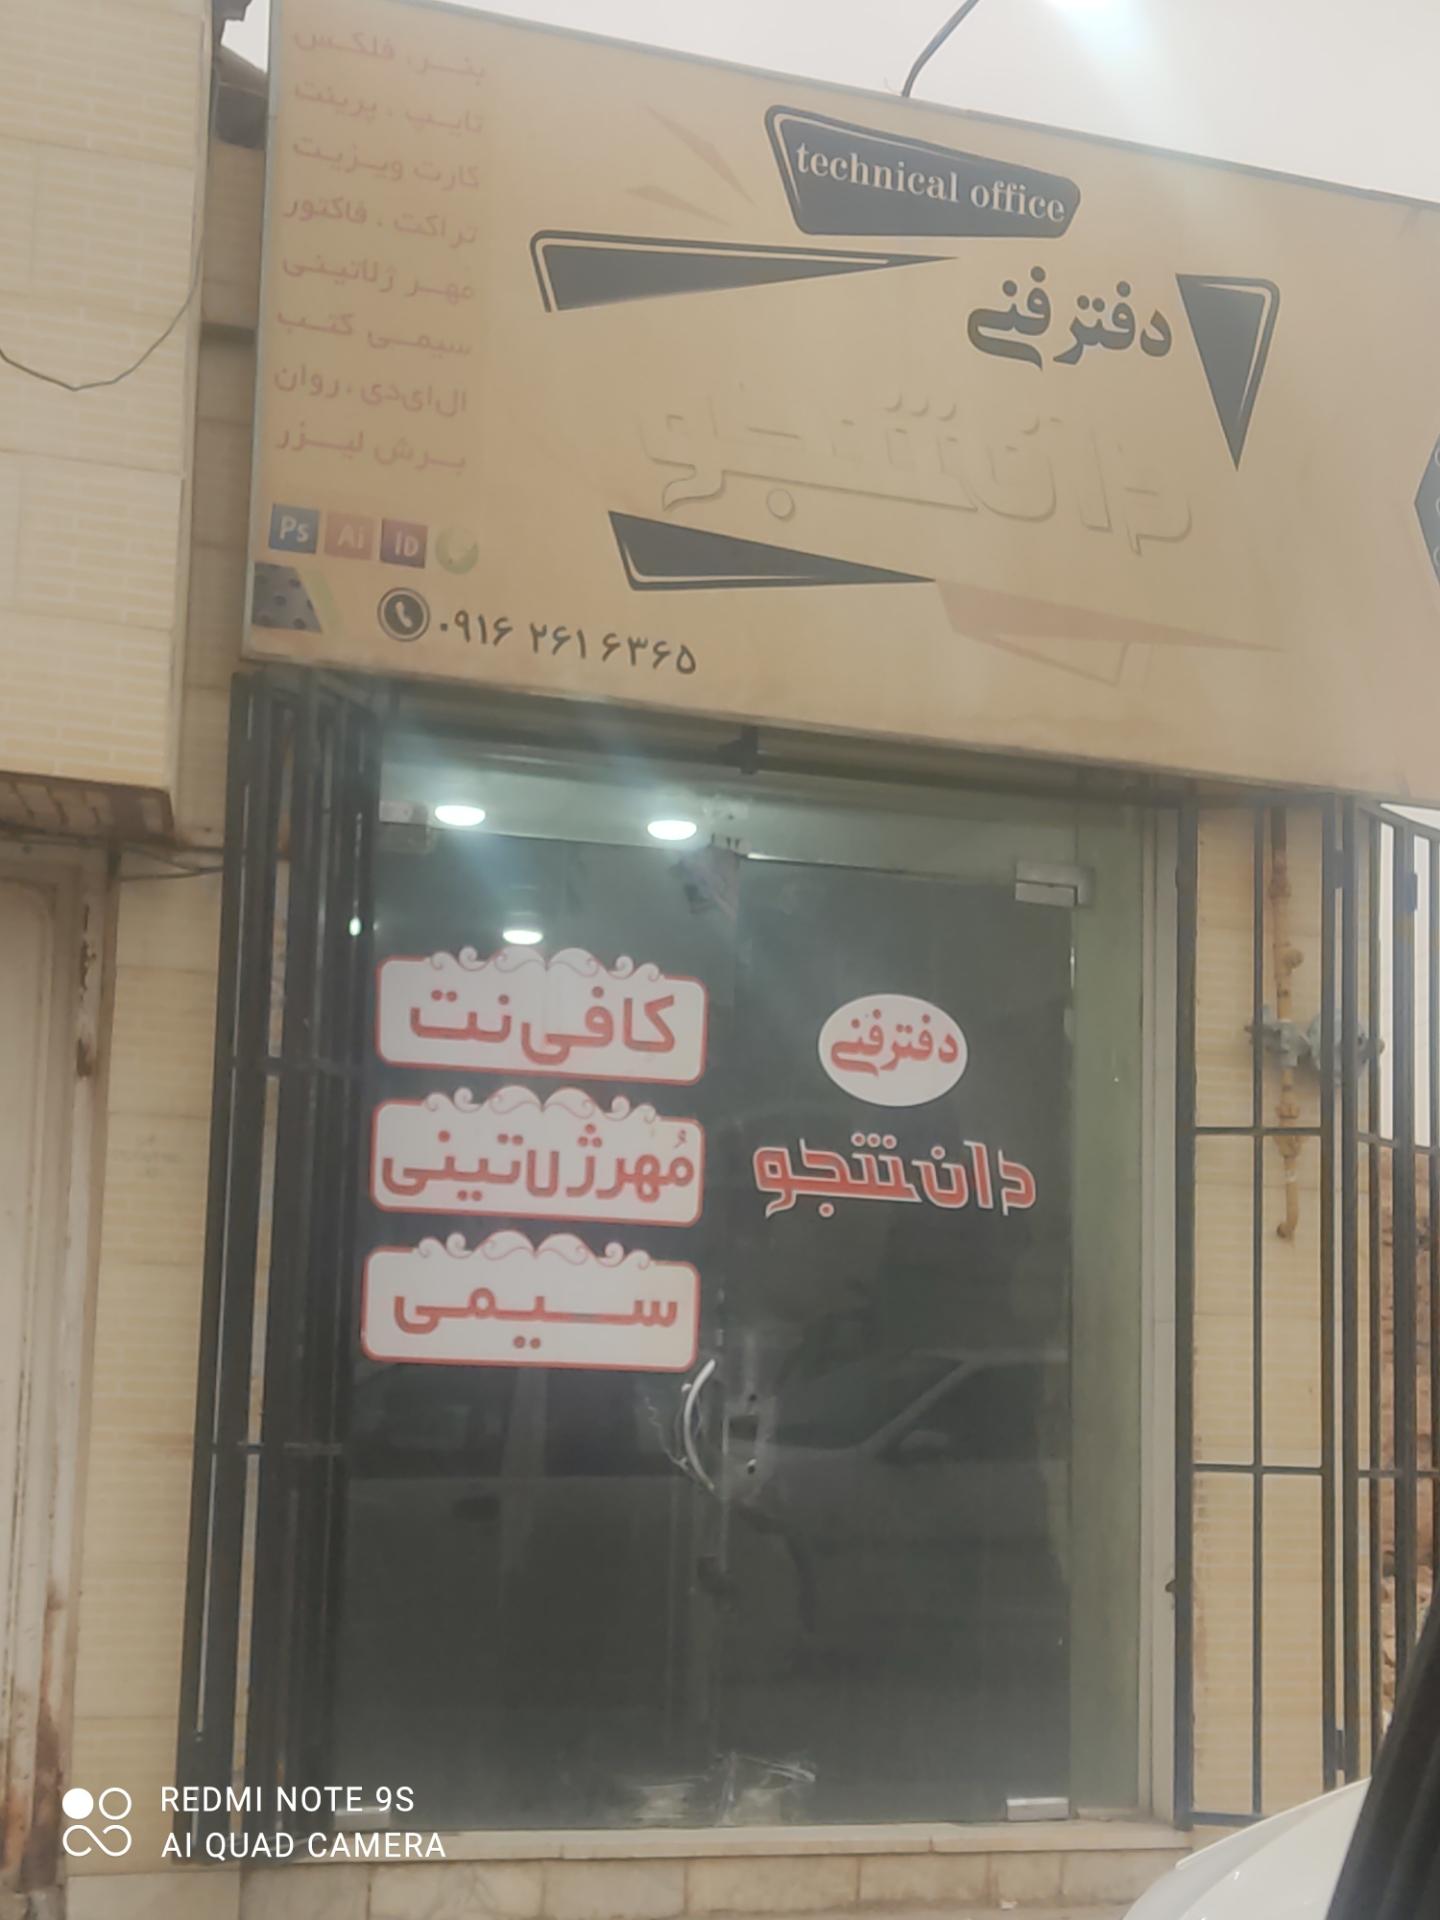 technical office
دفتر فنی
دانشجو
بنر، فلکس
تایپ . پرینت
کارت ویزیت
تراکت . فاکتور
مهر ژلاتینی
سیمی کتب
ال‌ای‌دی . روان
برش لیزر
Ps Ai ID
۰۹۱۶ ۲۶۱ ۶۳۶۵
کافی‌نت
مُهر ژلاتینی
سیمی
دفتر فنی
دانشجو
REDMI NOTE 9S
AI QUAD CAMERA